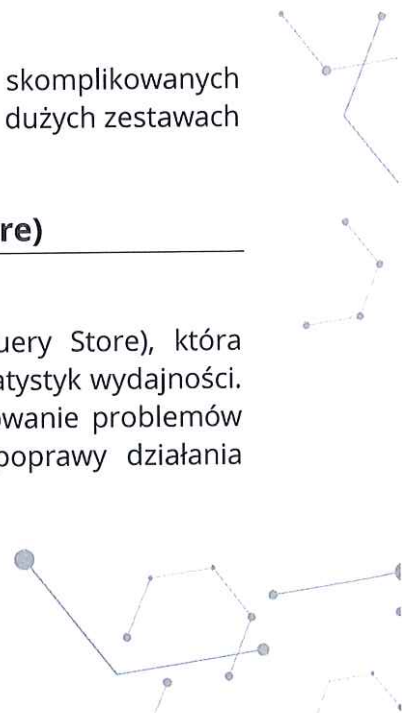 skomplikowanych
dużych zestawach
re)
uery Store), która
atystyk wydajności.
owanie problemów
poprawy działania